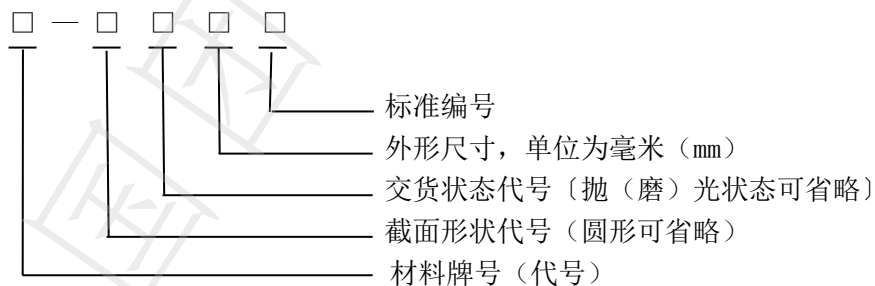 □ — □ □ □ □
标准编号
外形尺寸，单位为毫米（mm）
交货状态代号〔抛（磨）光状态可省略〕
截面形状代号（圆形可省略）
材料牌号（代号）